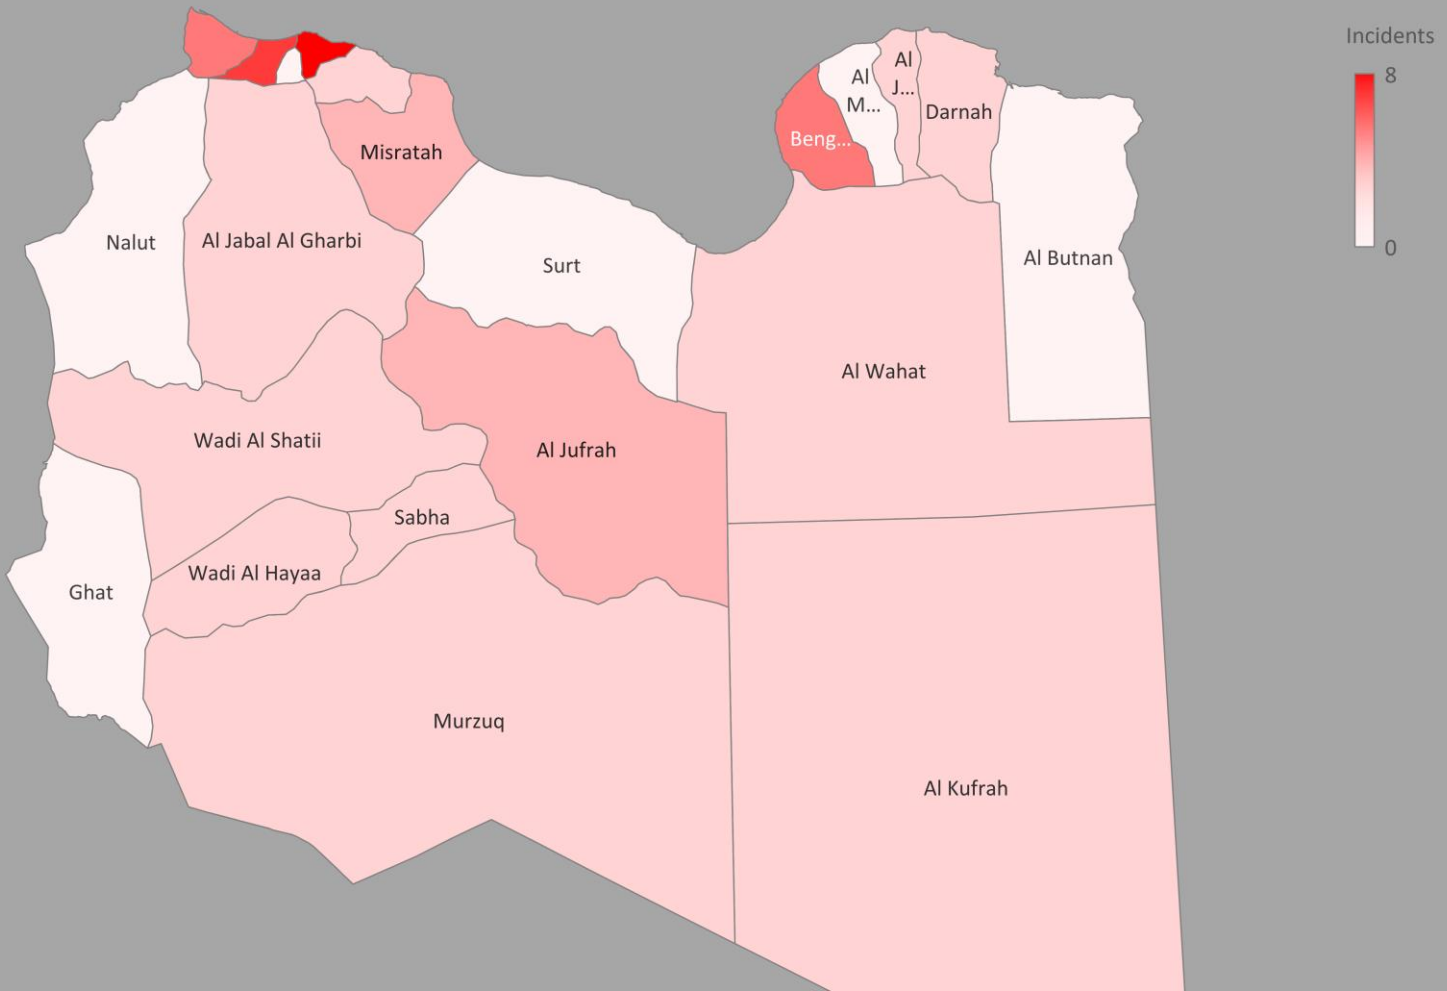 Incidents
8
0
Al
J...
Al
M...
Darnah
Beng...
Misratah
Nalut
Al Jabal Al Gharbi
Surt
Al Butnan
Al Wahat
Wadi Al Shatii
Al Jufrah
Sabha
Wadi Al Hayaa
Ghat
Murzuq
Al Kufrah